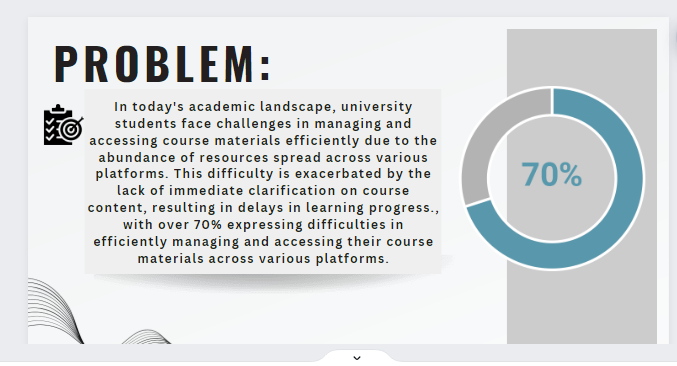 PROBLEM:
In today's academic landscape, university
students face challenges in managing and
accessing course materials efficiently due to the
abundance of resources spread across various
platforms. This difficulty is exacerbated by the
lack of immediate clarification on course
content, resulting in delays in learning progress.,
with over 70% expressing difficulties in
efficiently managing and accessing their course
materials across various platforms.
70%